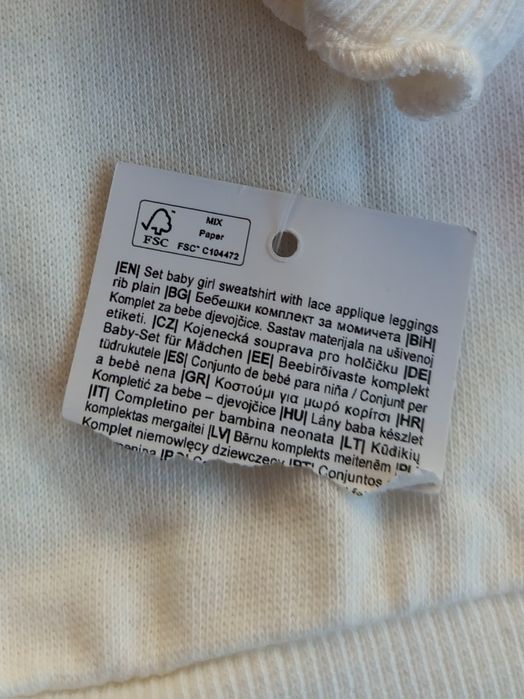 FSC
MIX
Paper
FSC® C104472
|EN| Set baby girl sweatshirt with lace applique leggings
rib plain |BG| Бебешки комплект за момичета |BiH|
Komplet za bebe djevojčice. Sastav materijala na ušivenoj
etiketi. |CZ| Kojenecká souprava pro holčičku |DE|
Baby-Set für Mädchen |EE| Beebirõivaste komplekt
tüdrukutele |ES| Conjunto de bebé para niña / Conjunt per
a bebè nena |GR| Κοστούμι για μωρό κορίτσι |HR|
Kompletić za bebe – djevojčice |HU| Lány baba készlet
|IT| Completino per bambina neonata |LT| Kūdikių
komplektas mergaitei |LV| Bērnu komplekts meitenēm |PL|
Komplet niemowlęcy dziewczęcy |PT| Conjuntos